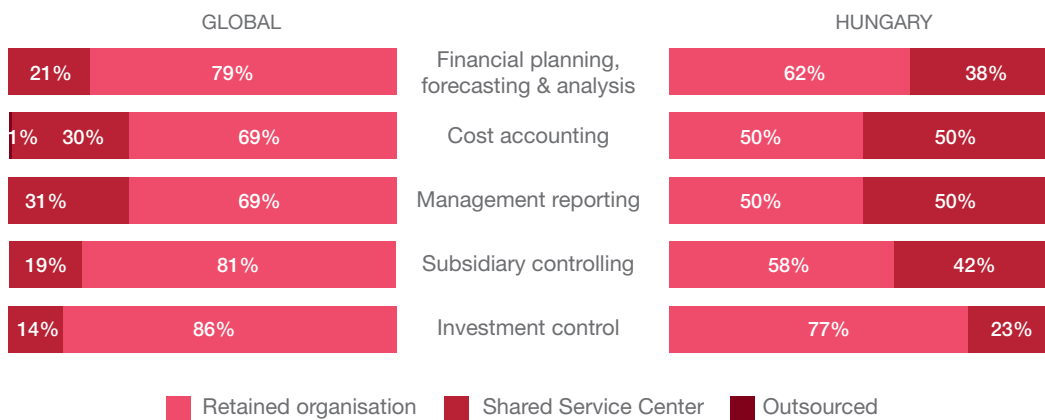 GLOBAL HUNGARY
21% 79% Financial planning, forecasting & analysis 62% 38%
1% 30% 69% Cost accounting 50% 50%
31% 69% Management reporting 50% 50%
19% 81% Subsidiary controlling 58% 42%
14% 86% Investment control 77% 23%
Retained organisation Shared Service Center Outsourced